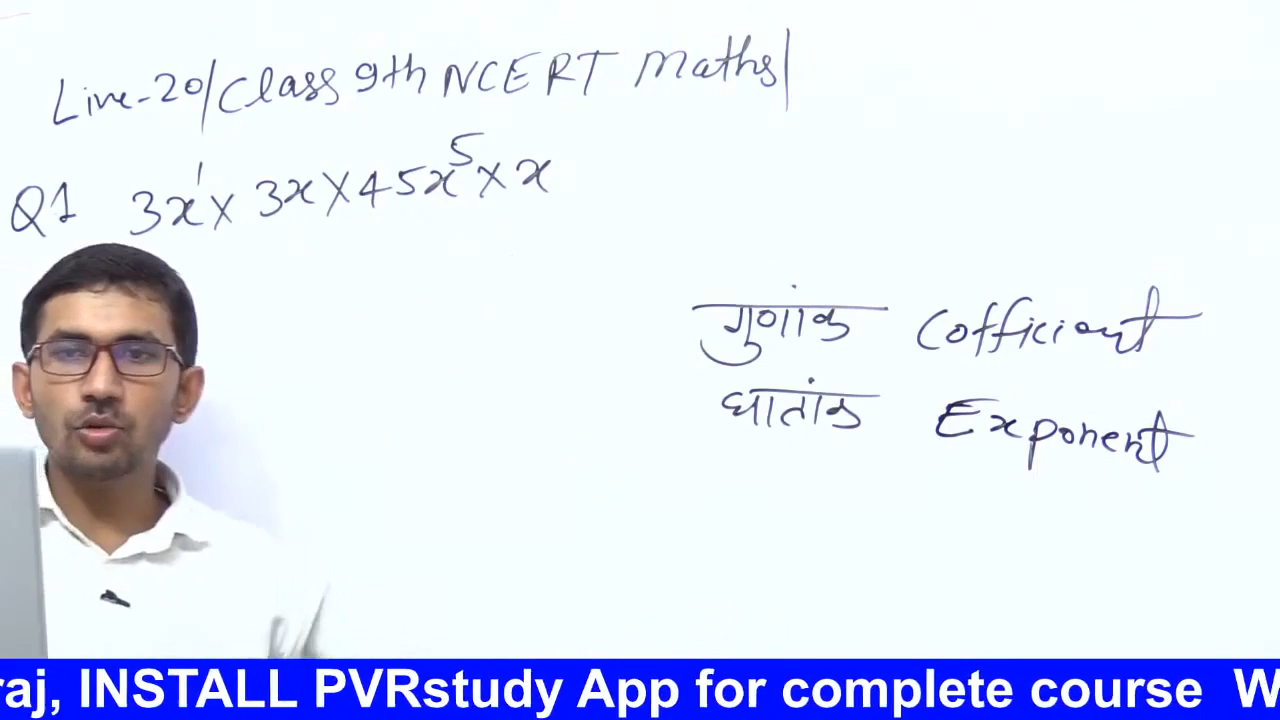 Live-20/Class 9th NCERT Maths/
Q1 3x¹ × 3x × 45x⁵ × x
गुणांक Cofficient
घातांक Exponent
raj, INSTALL PVRstudy App for complete course W